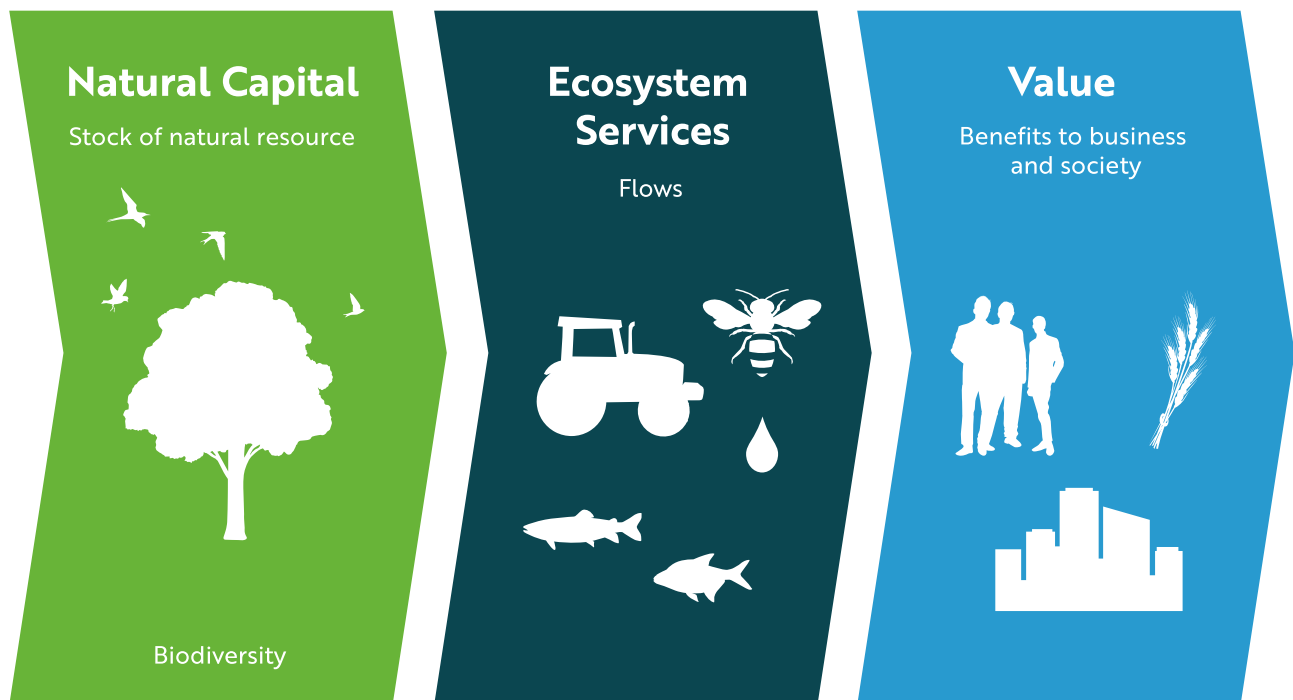 Natural Capital
Stock of natural resource
Biodiversity
Ecosystem
Services
Flows
Value
Benefits to business
and society